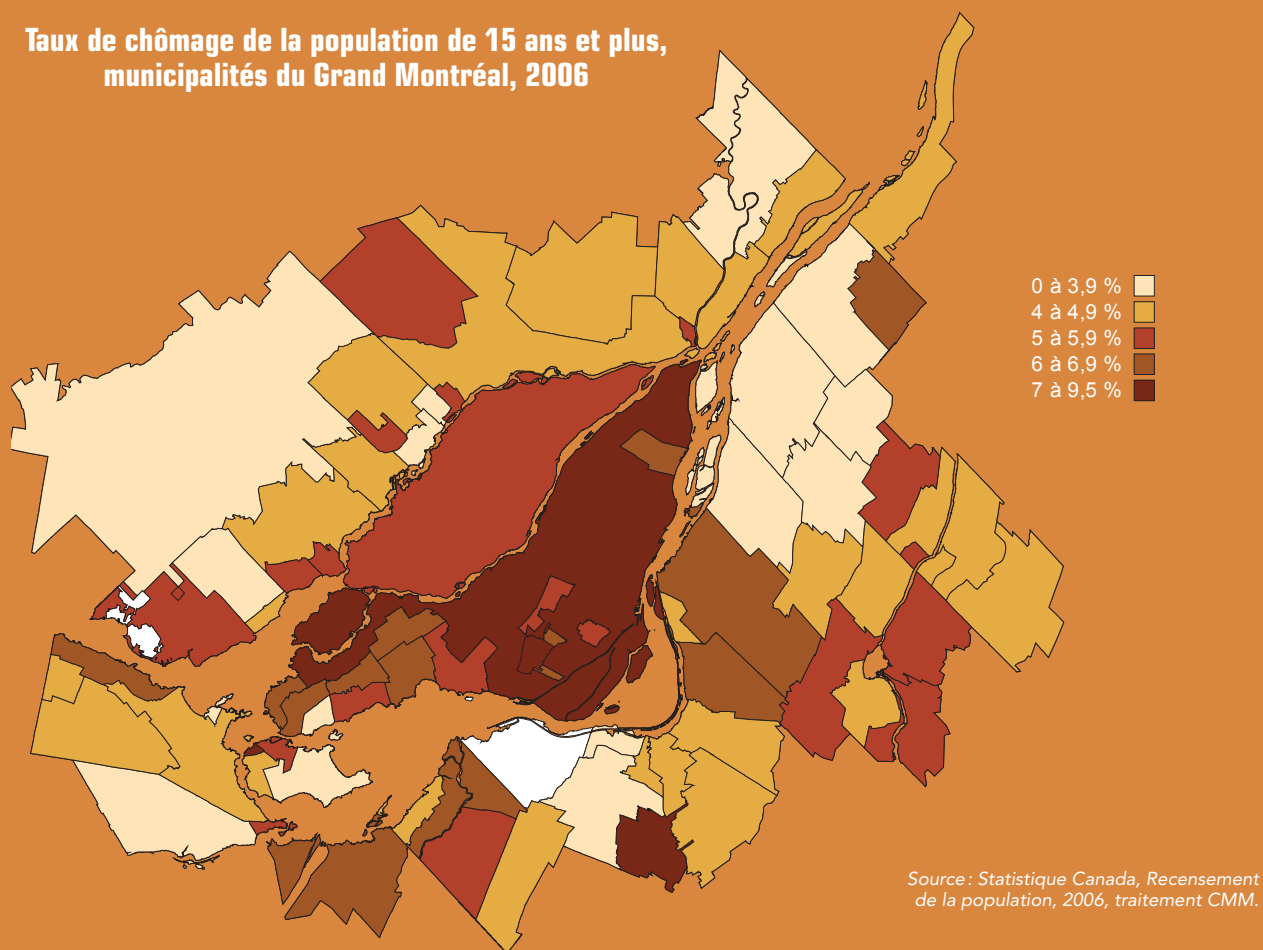 Taux de chômage de la population de 15 ans et plus,
municipalités du Grand Montréal, 2006
0 à 3,9 %
4 à 4,9 %
5 à 5,9 %
6 à 6,9 %
7 à 9,5 %
Source : Statistique Canada, Recensement
de la population, 2006, traitement CMM.